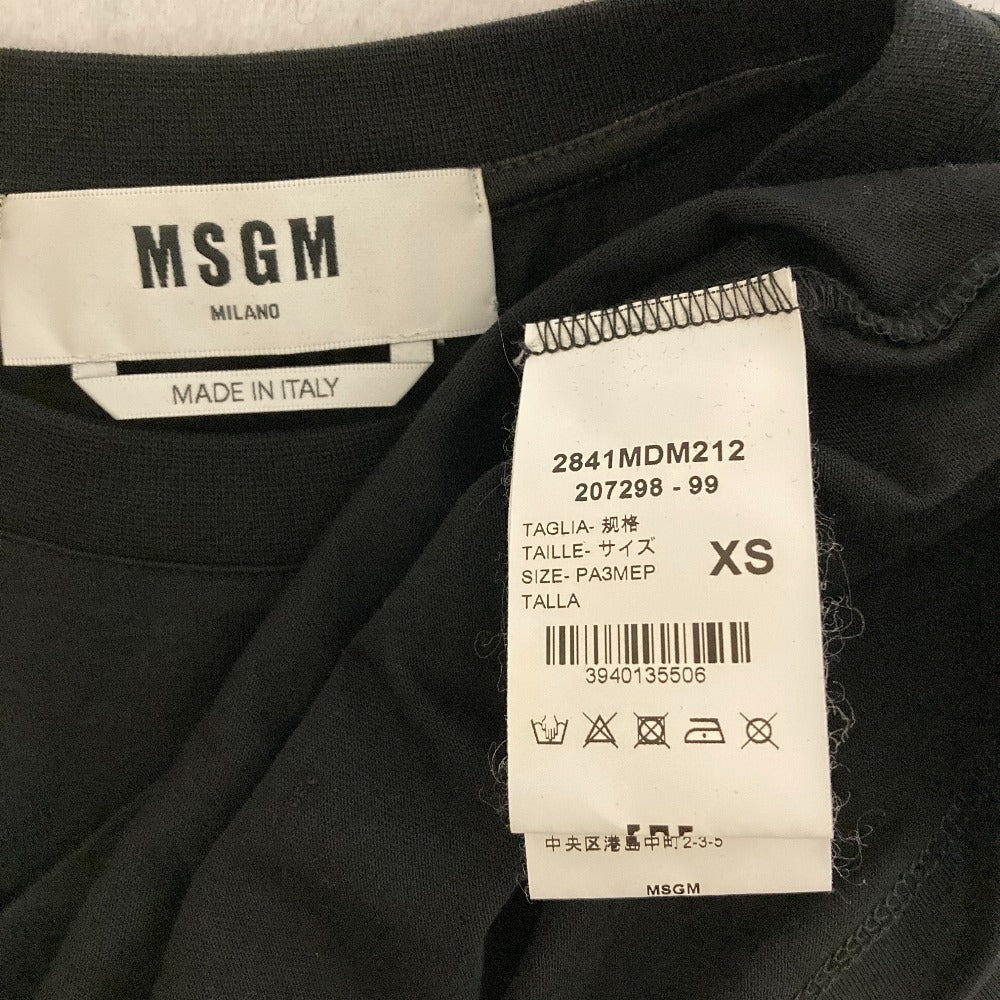 MSGM
MILANO
MADE IN ITALY
2841MDM212
207298 - 99
TAGLIA- 规格
TAILLE- サイズ
SIZE- PA3MEP
TALLA
XS
3940135506
中央区港島中町2-3-5
MSGM